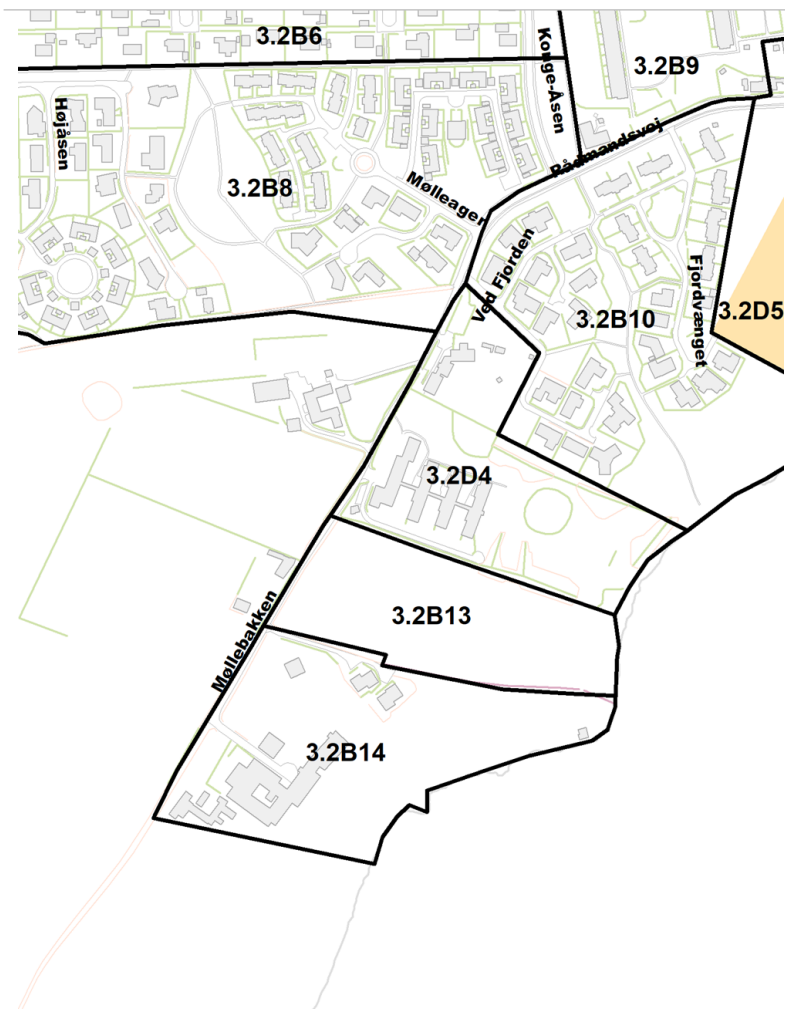 3.2B6
Konge-Åsen
3.2B9
Højåsen
Rådmandsvej
3.2B8
Mølleager
Ved Fjorden
Fjordvænget
3.2D5
3.2B10
3.2D4
3.2B13
Møllebakken
3.2B14